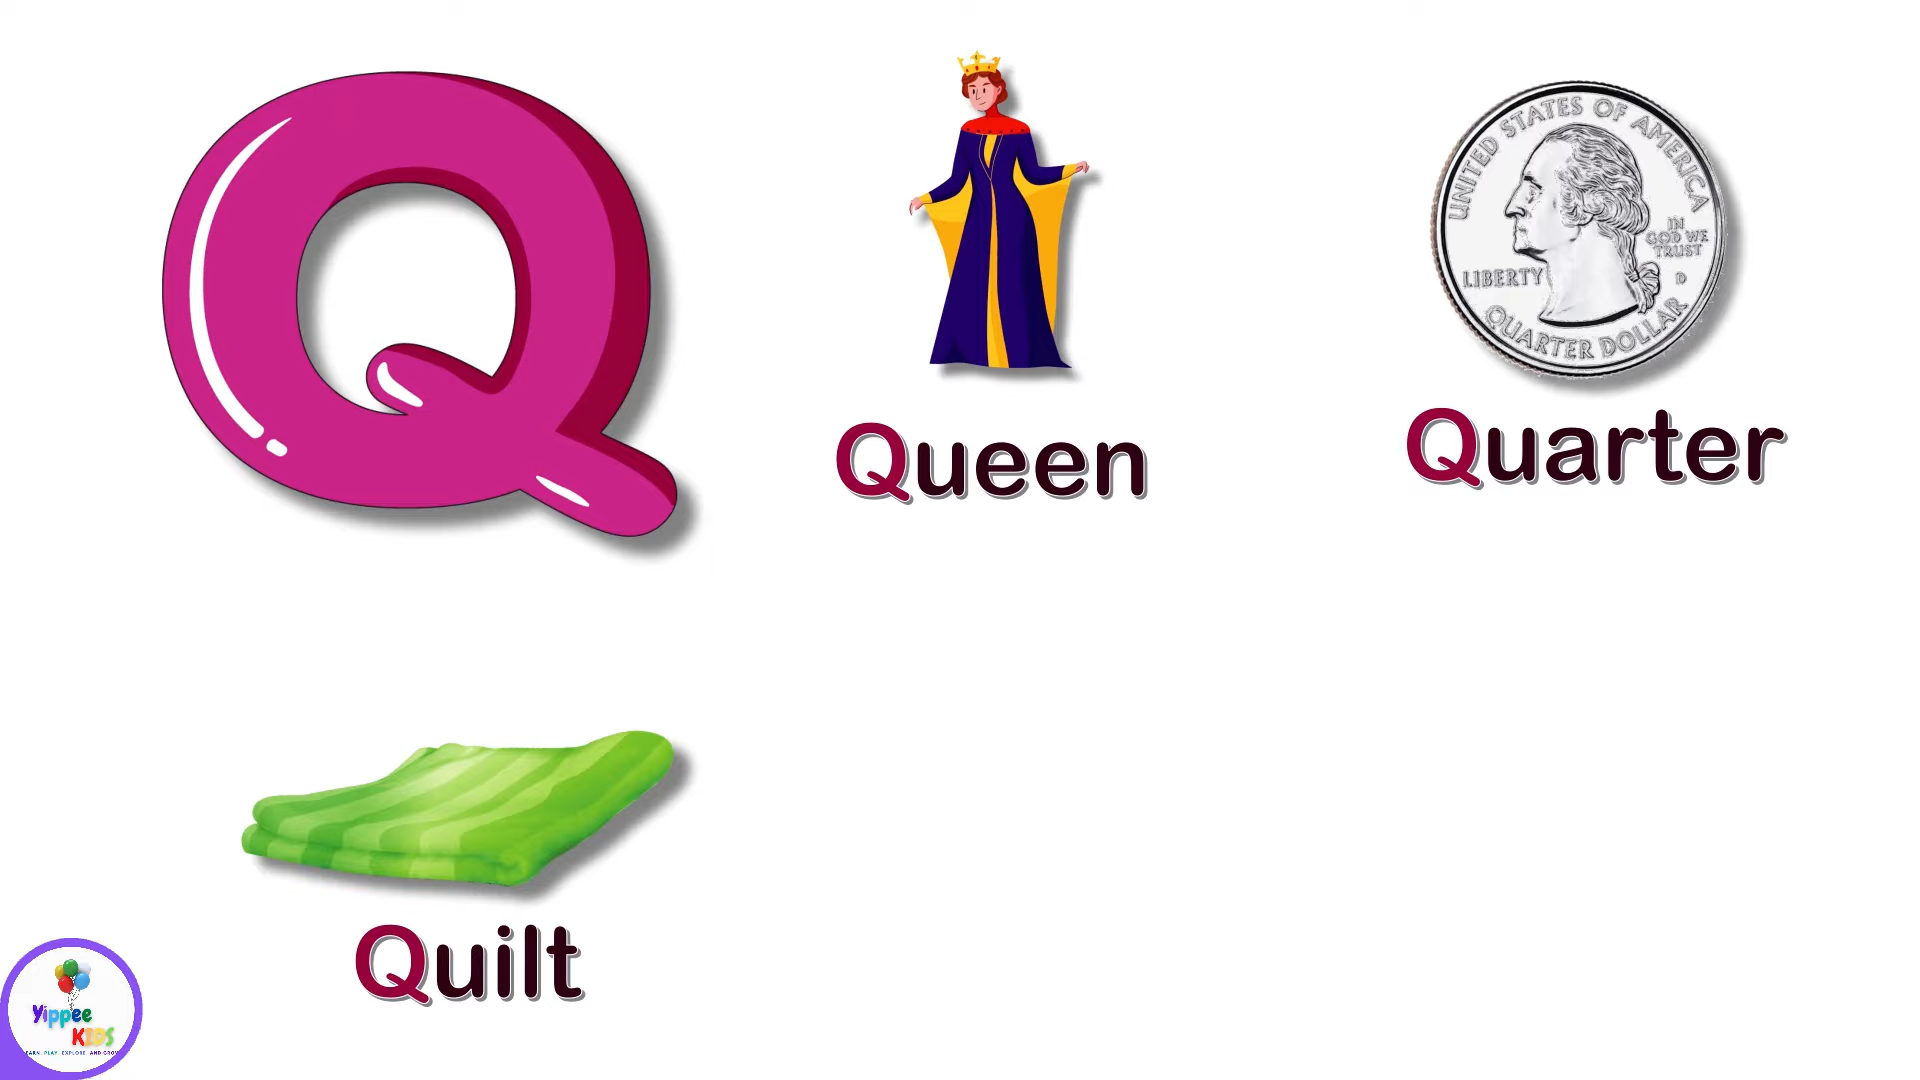 Q
UNITED STATES OF AMERICA
IN
GOD WE
TRUST
LIBERTY
D
QUARTER DOLLAR
Queen
Quarter
Quilt
Yippee
KIDS